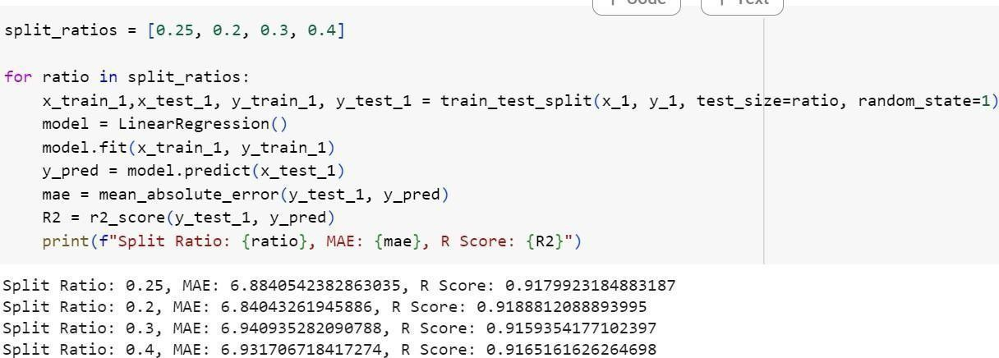 split_ratios = [0.25, 0.2, 0.3, 0.4]
for ratio in split_ratios:
x_train_1,x_test_1, y_train_1, y_test_1 = train_test_split(x_1, y_1, test_size=ratio, random_state=1)
model = LinearRegression()
model.fit(x_train_1, y_train_1)
y_pred = model.predict(x_test_1)
mae = mean_absolute_error(y_test_1, y_pred)
R2 = r2_score(y_test_1, y_pred)
print(f"Split Ratio: {ratio}, MAE: {mae}, R Score: {R2}")
Split Ratio: 0.25, MAE: 6.8840542382863035, R Score: 0.9179923184883187
Split Ratio: 0.2, MAE: 6.84043261945886, R Score: 0.9188812088893995
Split Ratio: 0.3, MAE: 6.940935282090788, R Score: 0.9159354177102397
Split Ratio: 0.4, MAE: 6.931706718417274, R Score: 0.9165161626264698